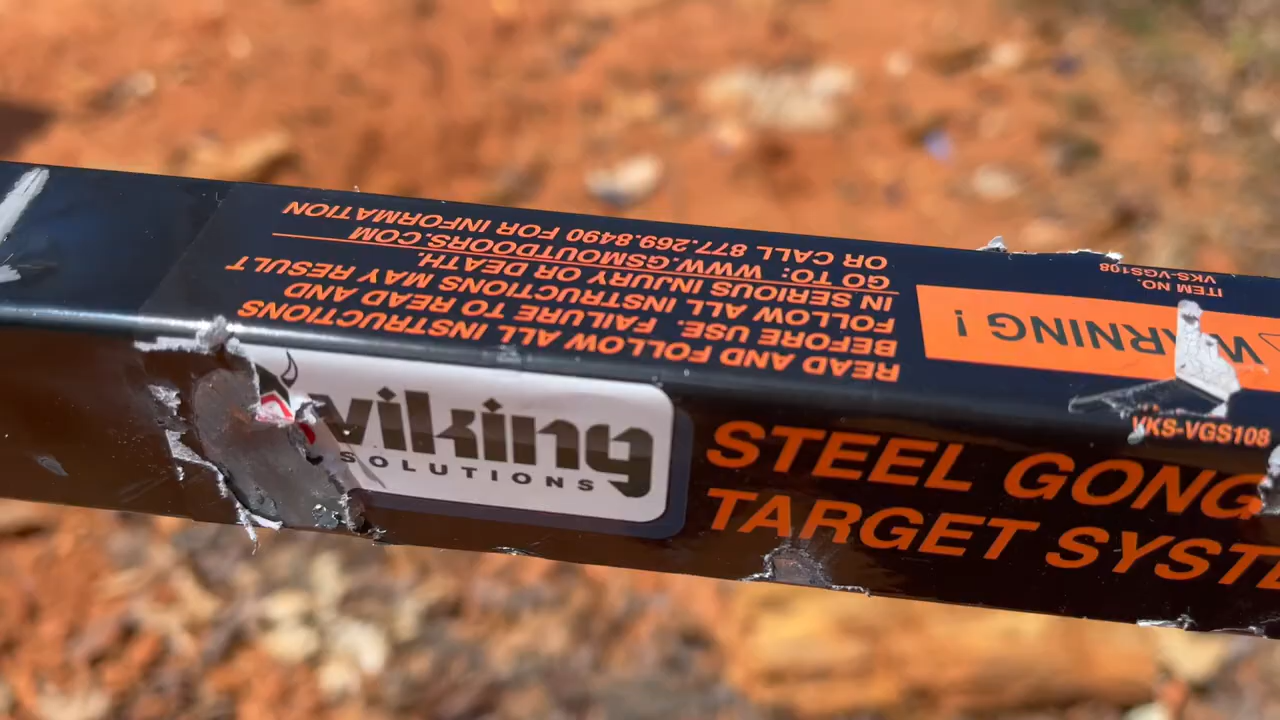 WARNING !
READ AND FOLLOW ALL INSTRUCTIONS
BEFORE USE. FAILURE TO READ AND
FOLLOW ALL INSTRUCTIONS MAY RESULT
IN SERIOUS INJURY OR DEATH.
GO TO: WWW.GSMOUTDOORS.COM
OR CALL 877.269.8490 FOR INFORMATION
ITEM NO.
VKS-VGS108
viking
SOLUTIONS
VKS-VGS108
STEEL GONG
TARGET SYSTE